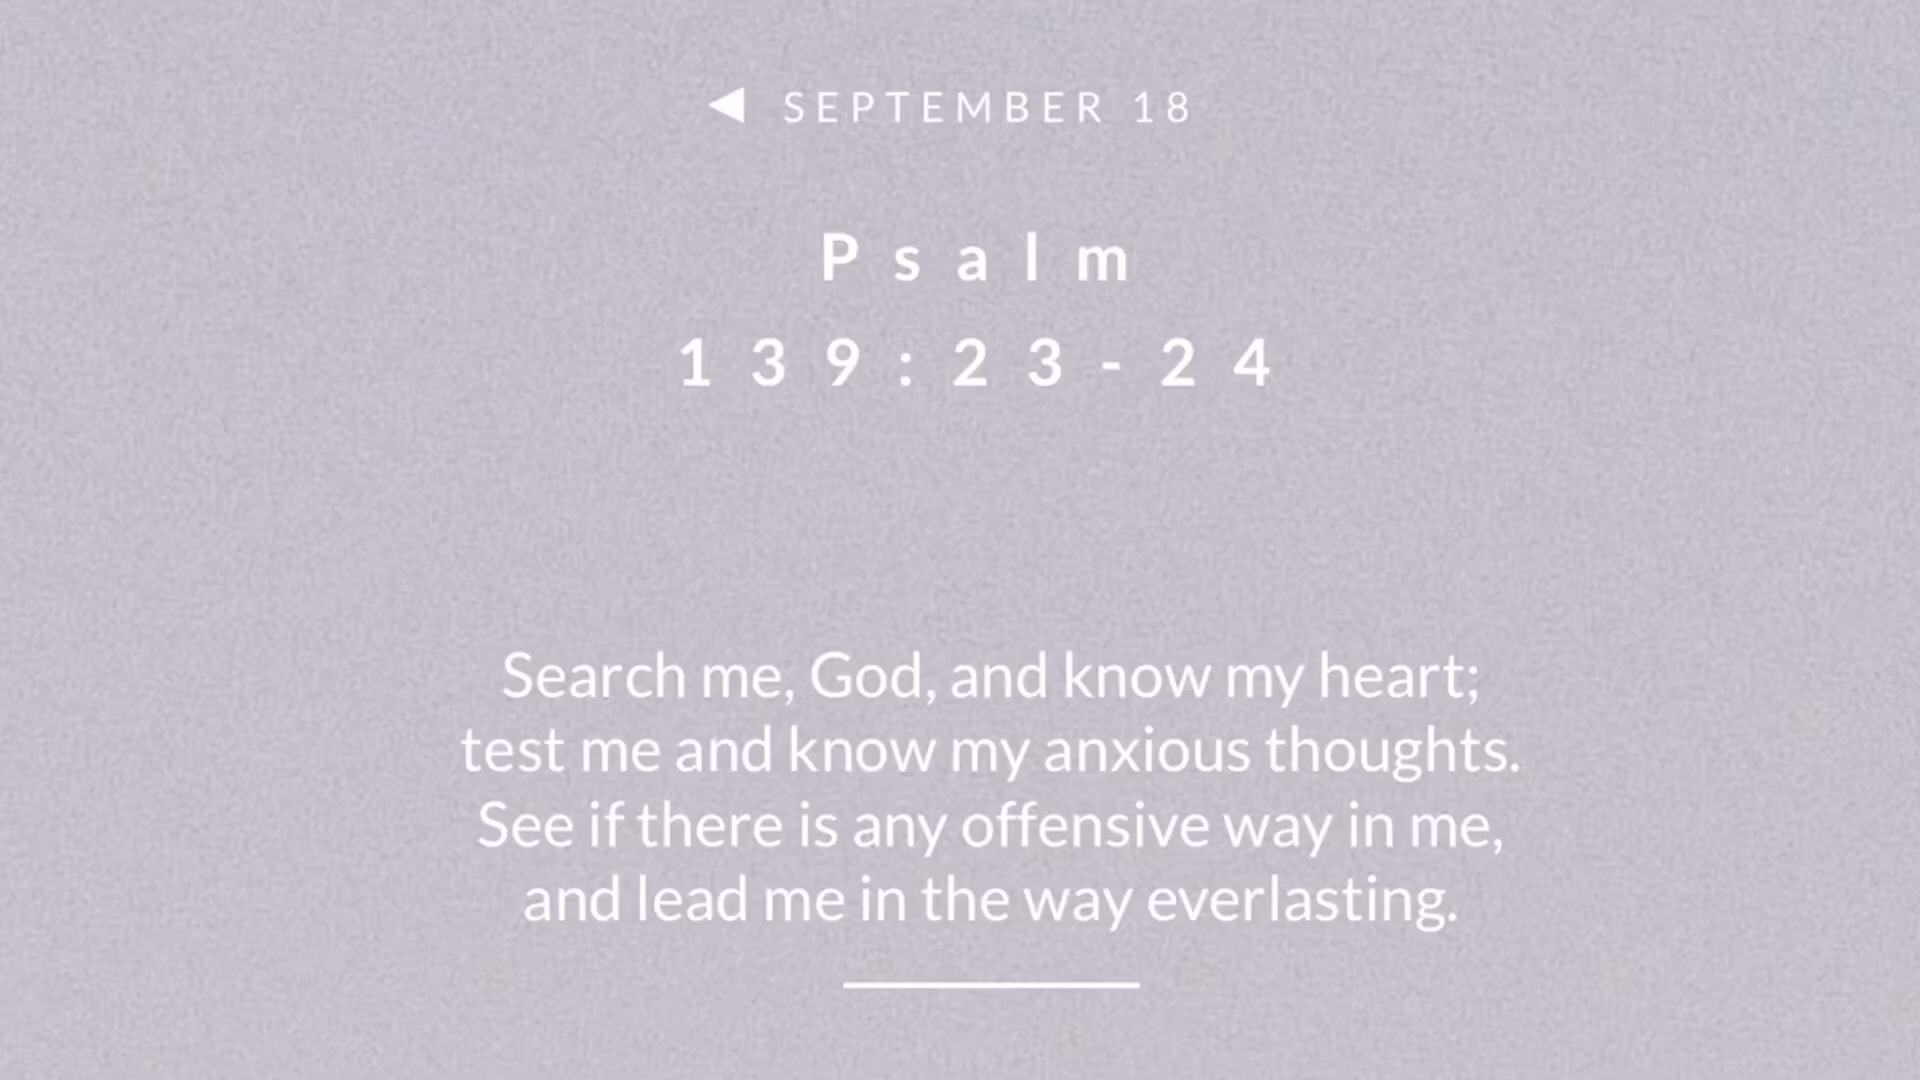 ◀ SEPTEMBER 18
Psalm
139:23-24
Search me, God, and know my heart;
test me and know my anxious thoughts.
See if there is any offensive way in me,
and lead me in the way everlasting.